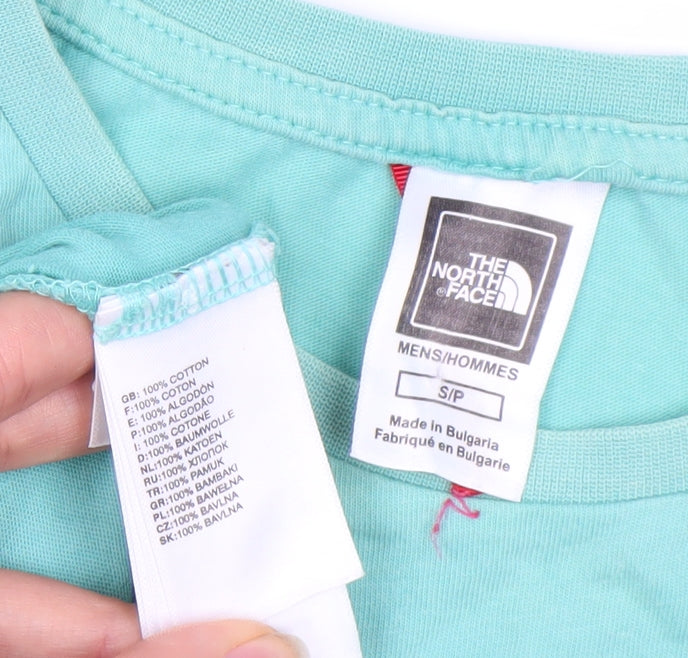 THE
NORTH
FACE
MENS/HOMMES
S/P
Made in Bulgaria
Fabriqué en Bulgarie
GB: 100% COTTON
F:100% COTON
E: 100% ALGODÓN
P:100% ALGODÃO
I: 100% COTONE
D:100% BAUMWOLLE
NL:100% KATOEN
RU:100% ХЛОПОК
TR:100% PAMUK
GR:100% BAMBAKI
PL:100% BAWEŁNA
CZ:100% BAVLNA
SK:100% BAVLNA